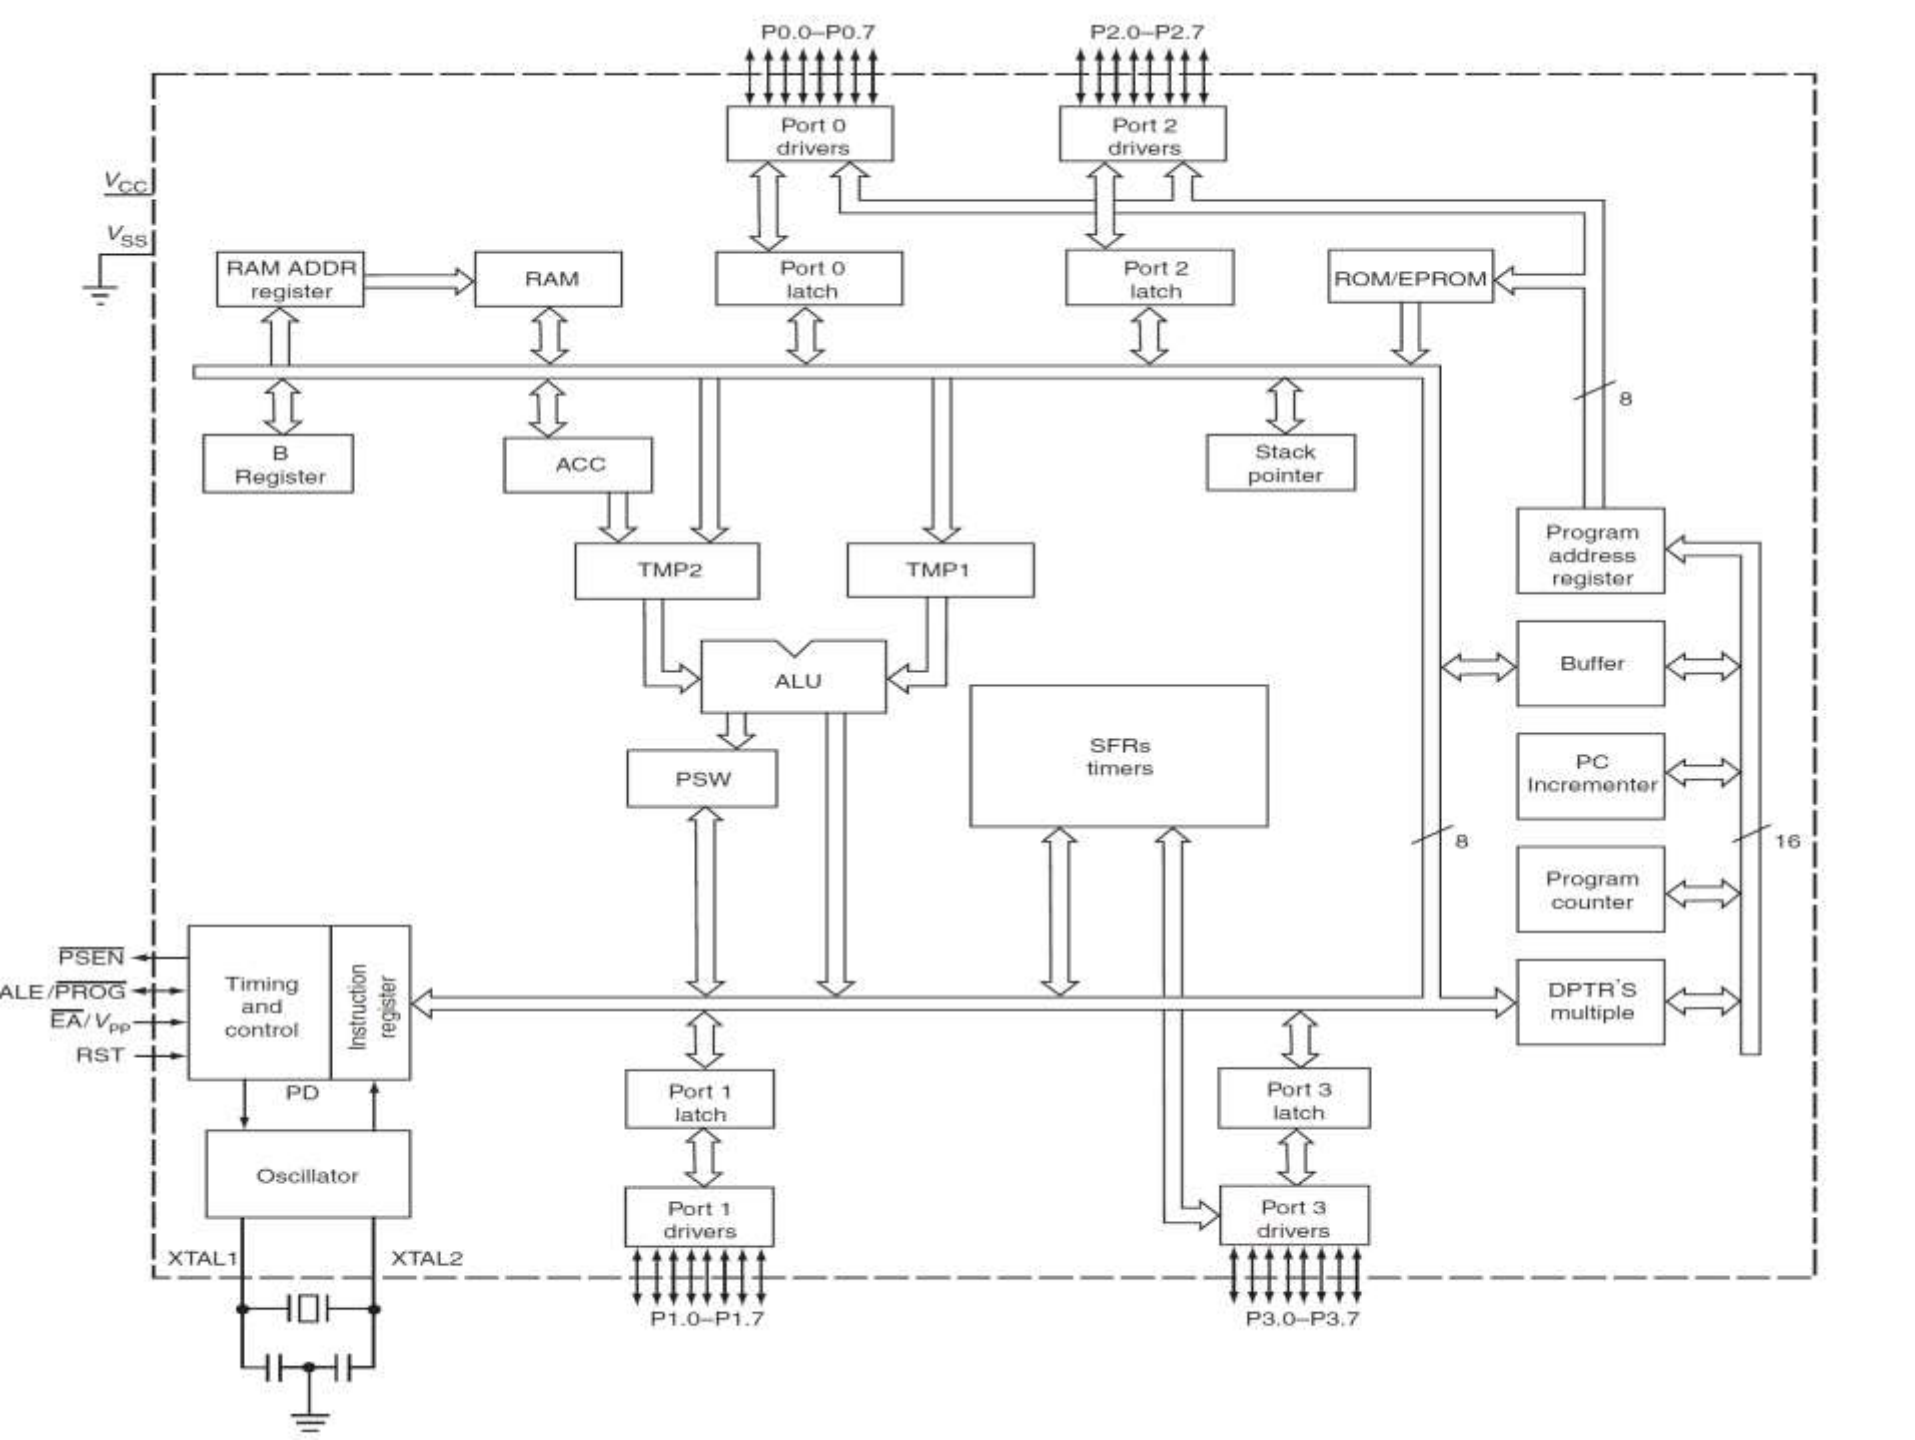 P0.0–P0.7
P2.0–P2.7
Port 0
drivers
Port 2
drivers
VCC
VSS
RAM ADDR
register
RAM
Port 0
latch
Port 2
latch
ROM/EPROM
8
B
Register
ACC
Stack
pointer
TMP2
TMP1
Program
address
register
ALU
Buffer
SFRs
timers
PSW
PC
Incrementer
8
16
Program
counter
PSEN
ALE/PROG
EA/VPP
RST
Timing
and
control
Instruction
register
DPTR'S
multiple
PD
Port 1
latch
Port 3
latch
Oscillator
Port 1
drivers
Port 3
drivers
XTAL1
XTAL2
P1.0–P1.7
P3.0–P3.7